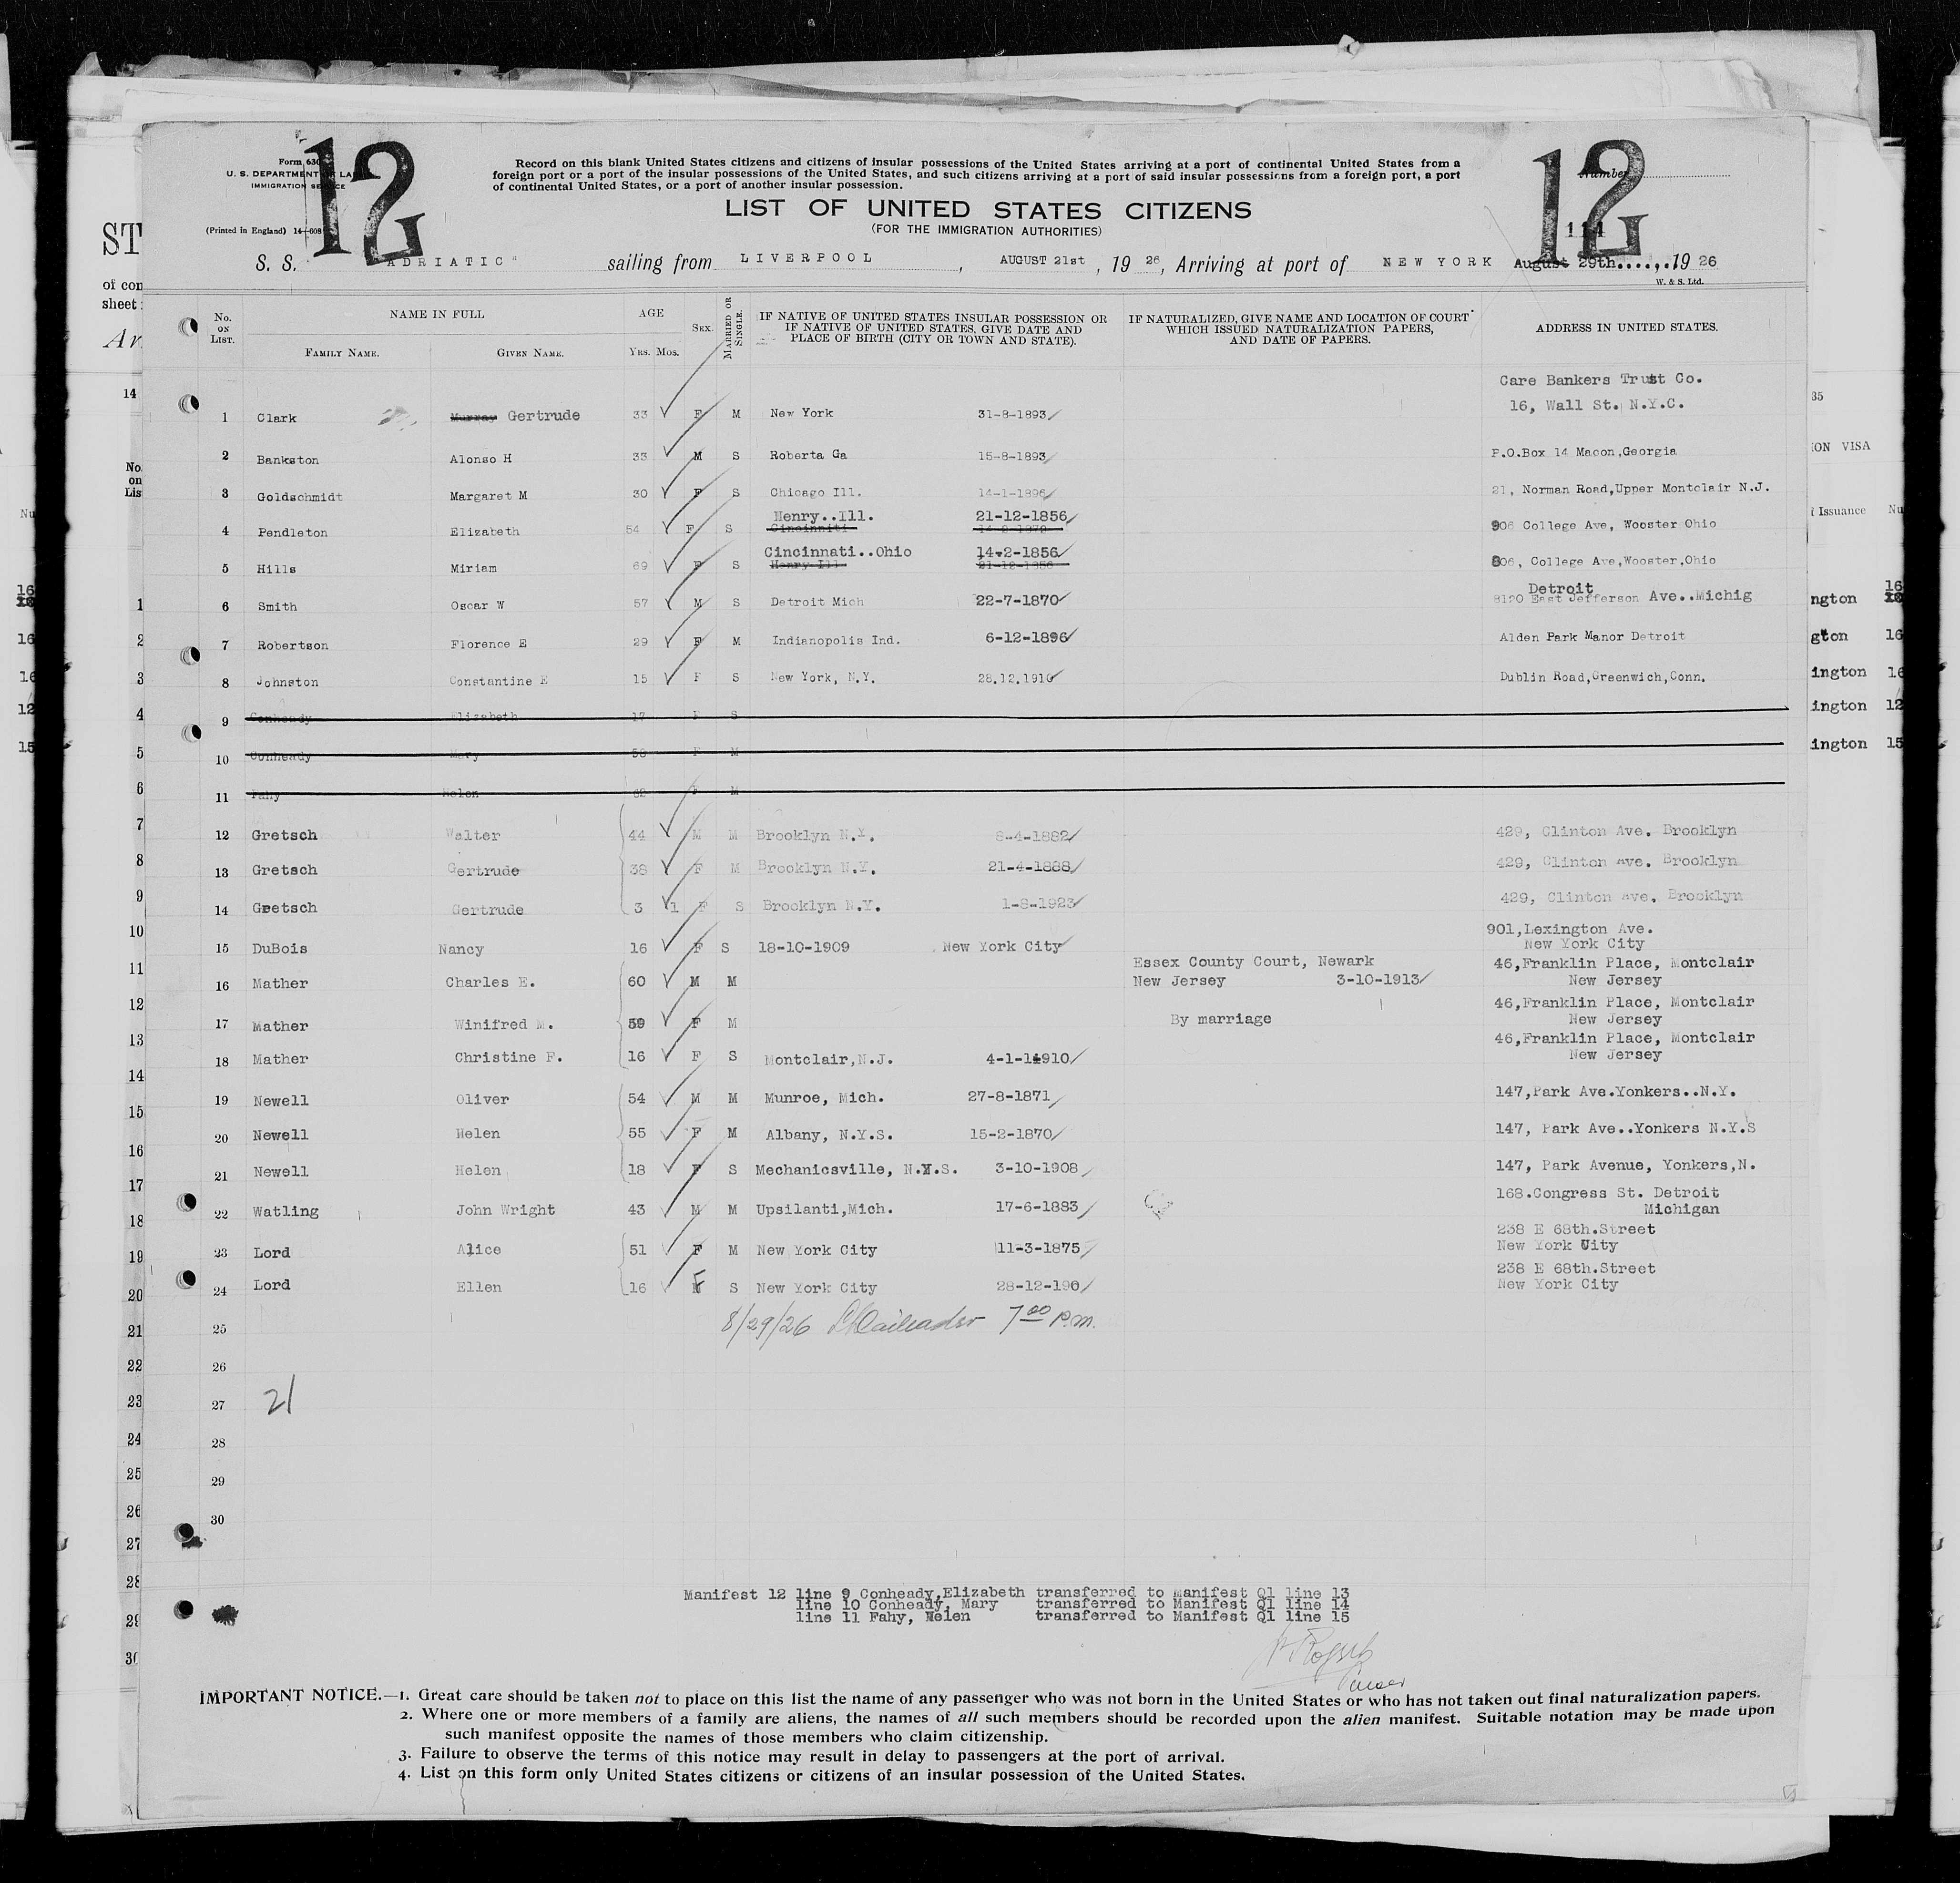 12
12
Form 630
U. S. DEPARTMENT OF LA
IMMIGRATION SERVICE
(Printed in England) 14—608
Record on this blank United States citizens and citizens of insular possessions of the United States arriving at a port of continental United States from a
foreign port or a port of the insular possessions of the United States, and such citizens arriving at a port of said insular possessions from a foreign port, a port
of continental United States, or a port of another insular possession.
Number
LIST OF UNITED STATES CITIZENS
(FOR THE IMMIGRATION AUTHORITIES)
114
S. S. "ADRIATIC" sailing from LIVERPOOL, AUGUST 21st, 19 26, Arriving at port of NEW YORK August 29th....,.19 26
W. & S. Ltd.
No. ON LIST. NAME IN FULL AGE SEX. MARRIED OR SINGLE. IF NATIVE OF UNITED STATES INSULAR POSSESSION OR IF NATIVE OF UNITED STATES, GIVE DATE AND PLACE OF BIRTH (CITY OR TOWN AND STATE). IF NATURALIZED, GIVE NAME AND LOCATION OF COURT WHICH ISSUED NATURALIZATION PAPERS, AND DATE OF PAPERS. ADDRESS IN UNITED STATES.
FAMILY NAME. GIVEN NAME. YRS. MOS.
Care Bankers Trust Co.
1 Clark Murray Gertrude 33 F M New York 31-8-1893 16, Wall St. N.Y.C.
2 Bankston Alonso H 33 M S Roberta Ga 15-8-1893 P.O.Box 14 Macon,Georgia
3 Goldschmidt Margaret M 30 F S Chicago Ill. 14-1-1896 21, Norman Road,Upper Montclair N.J.
Henry..Ill. 21-12-1856
4 Pendleton Elizabeth 54 F S Cincinniti 906 College Ave, Wooster Ohio
Cincinnati..Ohio 14-2-1856
5 Hills Miriam 69 F S Henry Ill 21-12-1856 806, College Ave,Wooster,Ohio
Detroit
6 Smith Oscar W 57 M S Detroit Mich 22-7-1870 8120 East Jefferson Ave..Michig
7 Robertson Florence E 29 F M Indianopolis Ind. 6-12-1896 Alden Park Manor Detroit
8 Johnston Constantine E 15 F S New York, N.Y. 28.12.1910 Dublin Road,Greenwich,Conn.
9 Conheady Elizabeth 17 F S
10 Conheady Mary 58 F M
11 Fahy Helen 62 F M
12 Gretsch Walter 44 M M Brooklyn N.Y. 8-4-1882 429, Clinton Ave. Brooklyn
13 Gretsch Gertrude 38 F M Brooklyn N.Y. 21-4-1888 429, Clinton Ave. Brooklyn
14 Gretsch Gertrude 3 1 F S Brooklyn N.Y. 1-8-1923 429, Clinton Ave. Brooklyn
901,Lexington Ave.
15 DuBois Nancy 16 F S 18-10-1909 New York City New York City
Essex County Court, Newark 46,Franklin Place, Montclair
16 Mather Charles E. 60 M M New Jersey 3-10-1913 New Jersey
46,Franklin Place, Montclair
17 Mather Winifred M. 59 F M By marriage New Jersey
46,Franklin Place, Montclair
18 Mather Christine F. 16 F S Montclair,N.J. 4-1-1910 New Jersey
19 Newell Oliver 54 M M Munroe, Mich. 27-8-1871 147,Park Ave.Yonkers..N.Y.
20 Newell Helen 55 F M Albany, N.Y.S. 15-2-1870 147, Park Ave..Yonkers N.Y.S
21 Newell Helen 18 F S Mechanicsville, N.Y.S. 3-10-1908 147, Park Avenue, Yonkers,N.
168.Congress St. Detroit
22 Watling John Wright 43 M M Upsilanti,Mich. 17-6-1883 Michigan
238 E 68th.Street
23 Lord Alice 51 F M New York City 11-3-1875 New York City
238 E 68th.Street
24 Lord Ellen 16 F S New York City 28-12-190 New York City
8/29/26 7 00 P.m.
25
26
21
27
28
29
30
Manifest 12 line 9 Conheady,Elizabeth transferred to Manifest Q1 line 13
line 10 Conheady, Mary transferred to Manifest Q1 line 14
line 11 Fahy, Helen transferred to Manifest Q1 line 15
Purser
IMPORTANT NOTICE.—1. Great care should be taken not to place on this list the name of any passenger who was not born in the United States or who has not taken out final naturalization papers.
2. Where one or more members of a family are aliens, the names of all such members should be recorded upon the alien manifest. Suitable notation may be made upon
such manifest opposite the names of those members who claim citizenship.
3. Failure to observe the terms of this notice may result in delay to passengers at the port of arrival.
4. List on this form only United States citizens or citizens of an insular possession of the United States.